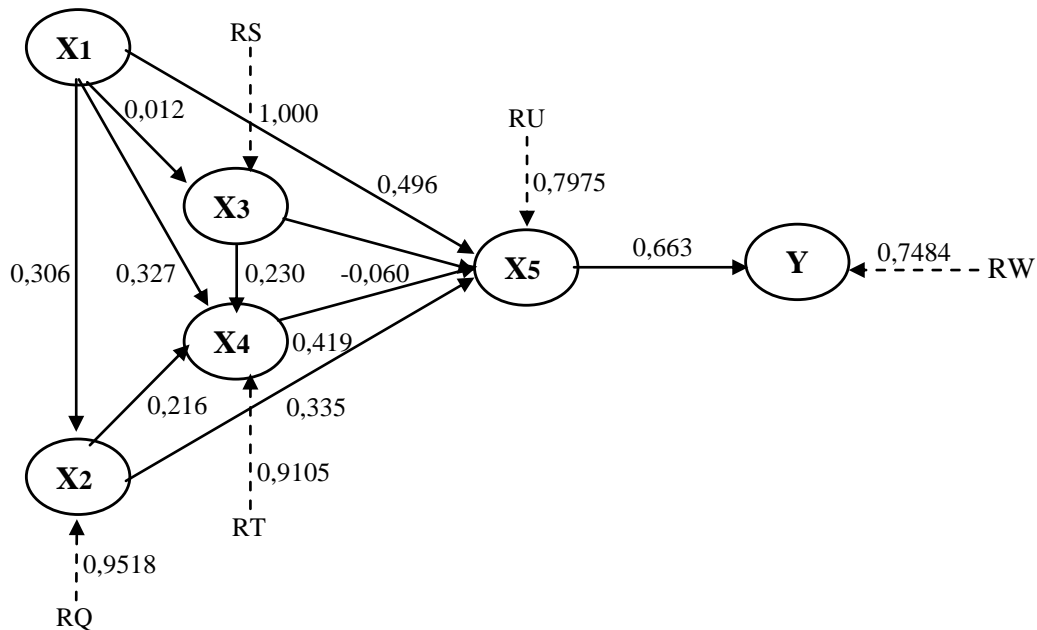 X1
RS
0,012
1,000
RU
0,496
0,7975
X3
0,663
0,7484
X5
Y
RW
0,306
0,327
0,230
-0,060
X4
0,419
0,216
0,335
X2
0,9105
RT
0,9518
RQ